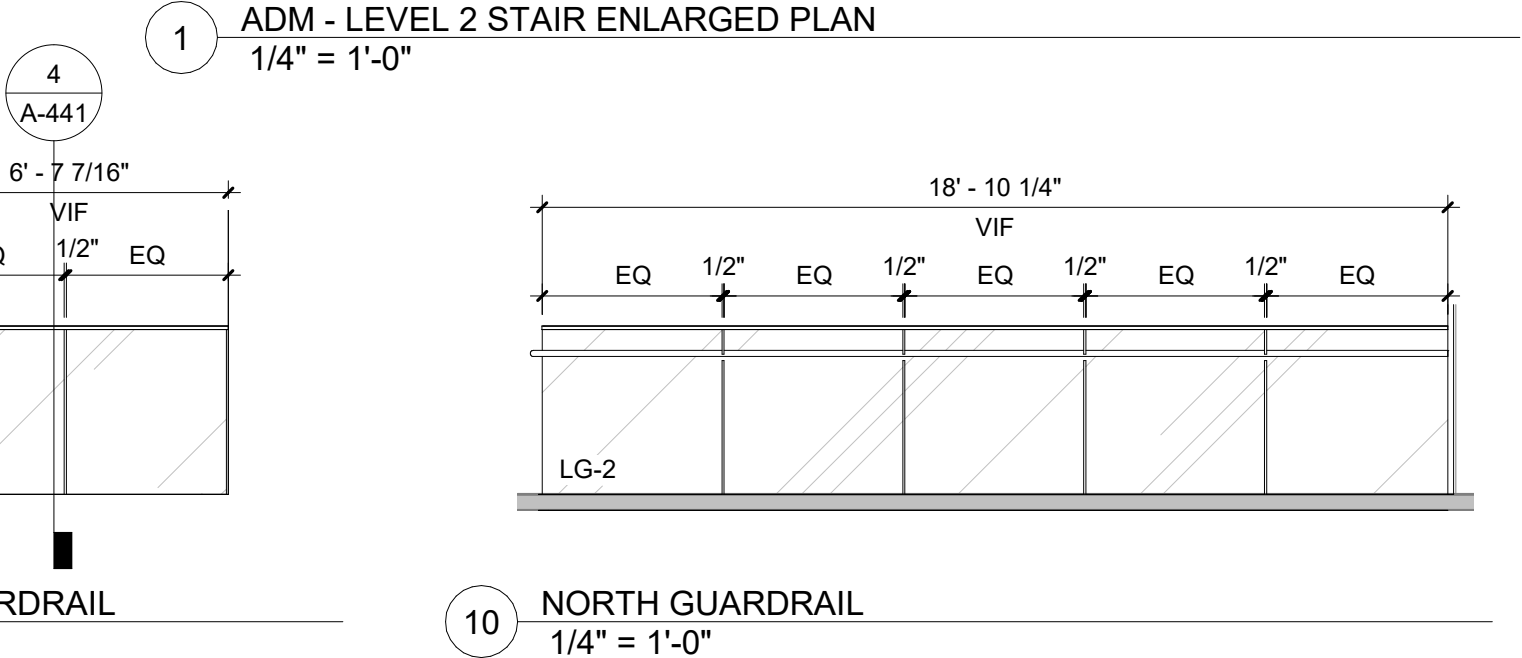 1
ADM - LEVEL 2 STAIR ENLARGED PLAN
1/4" = 1'-0"
4
A-441
6' - 7 7/16"
VIF
1/2" EQ
18' - 10 1/4"
VIF
EQ 1/2" EQ 1/2" EQ 1/2" EQ 1/2" EQ
LG-2
RDRAIL
10
NORTH GUARDRAIL
1/4" = 1'-0"